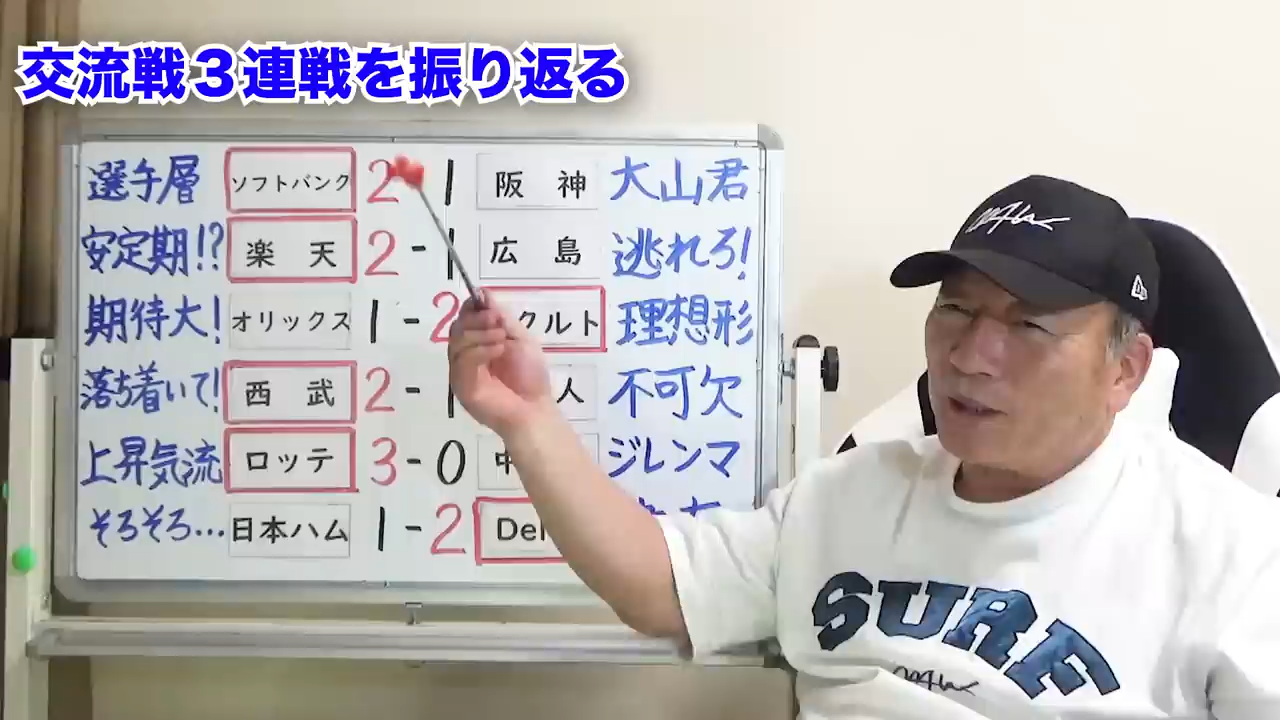 交流戦３連戦を振り返る
選手層 ソフトバンク 2 1 阪神 大山君
安定期!? 楽天 2-1 広島 逃れろ!
期待大! オリックス 1-2 クルト 理想形
落ち着いて! 西武 2-1 人 不可欠
上昇気流 ロッテ 3-0 中 ジレンマ
そろそろ… 日本ハム 1-2 De
SURF